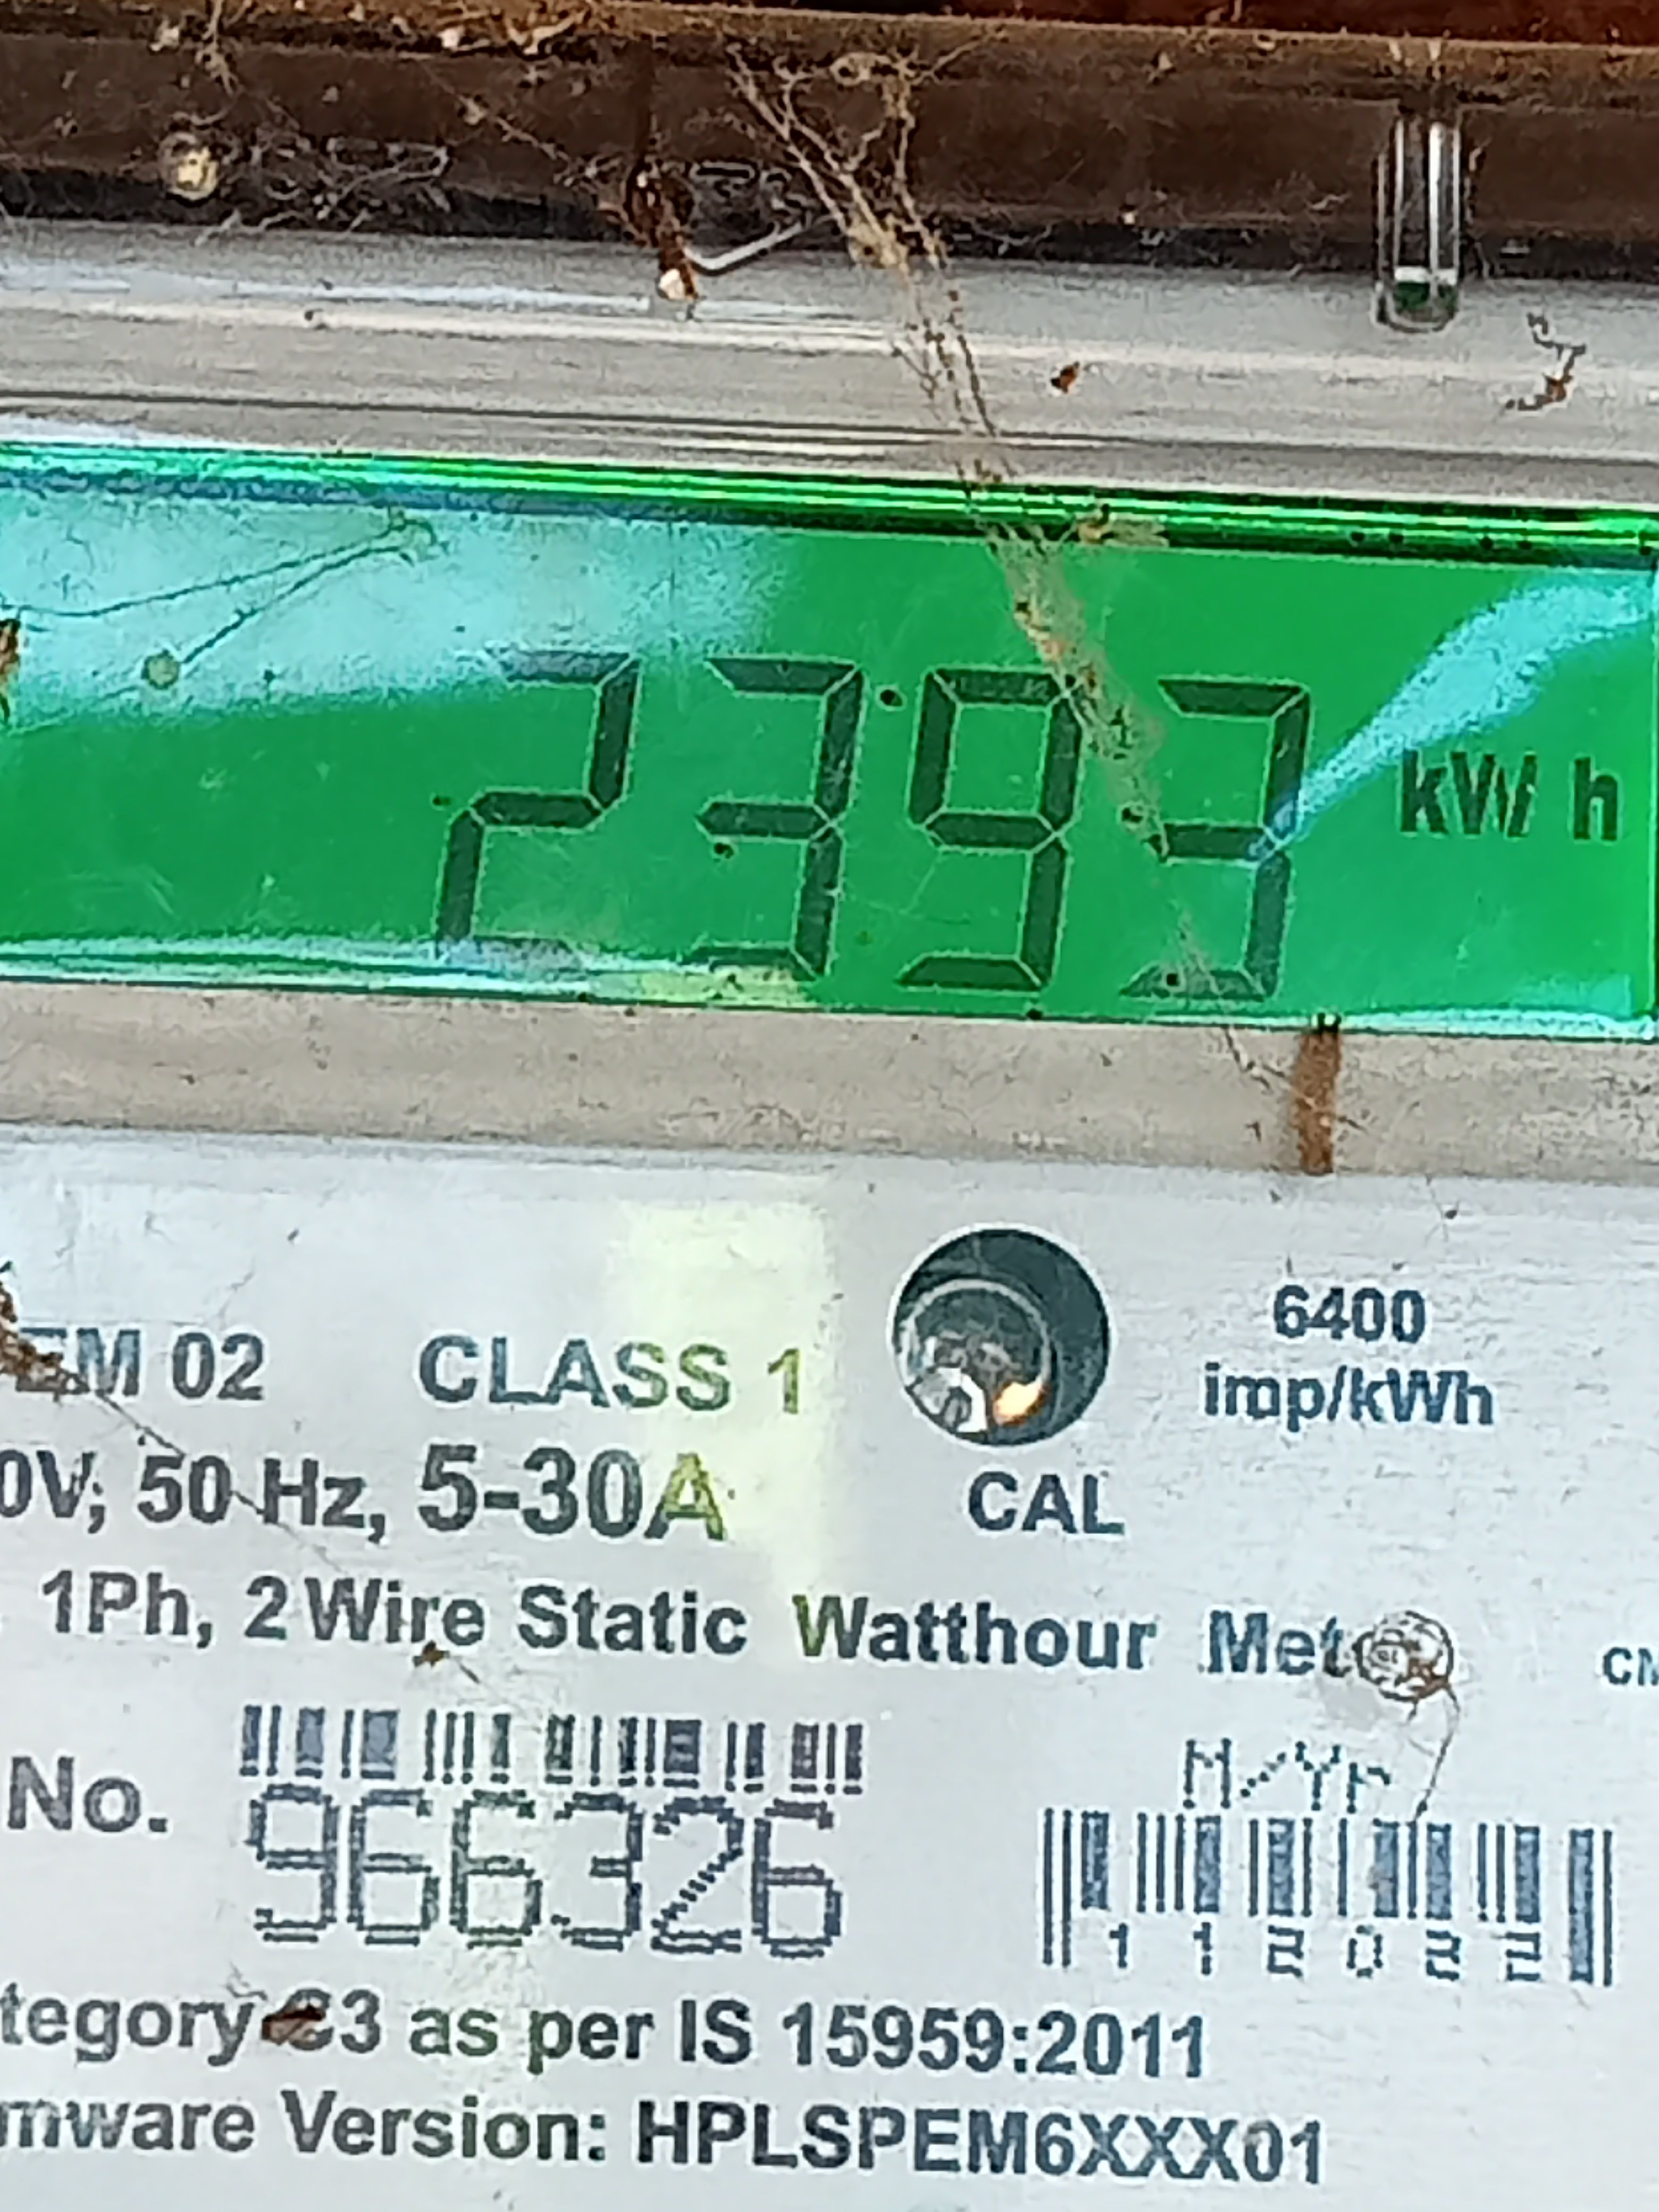 2393 kWh
6400
EM 02 CLASS 1 imp/kWh
0V, 50 Hz, 5-30A CAL
1Ph, 2 Wire Static Watthour
No. 966326
M/Yr
112022
tegory C3 as per IS 15959:2011
mware Version: HPLSPEM6XXX01